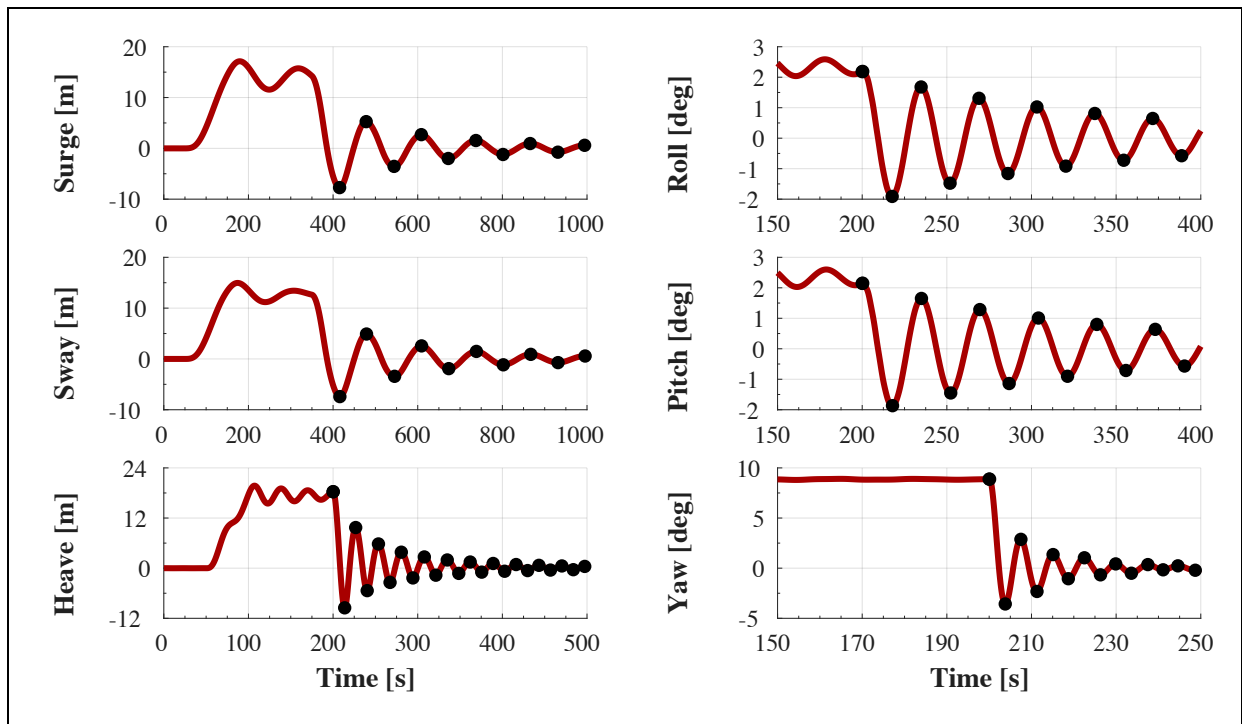 Surge [m]
20
10
0
-10
0 200 400 600 800 1000
Roll [deg]
3
2
1
0
-1
-2
150 200 250 300 350 400
Sway [m]
20
10
0
-10
0 200 400 600 800 1000
Pitch [deg]
3
2
1
0
-1
-2
150 200 250 300 350 400
Heave [m]
24
12
0
-12
0 100 200 300 400 500
Time [s]
Yaw [deg]
10
5
0
-5
150 170 190 210 230 250
Time [s]